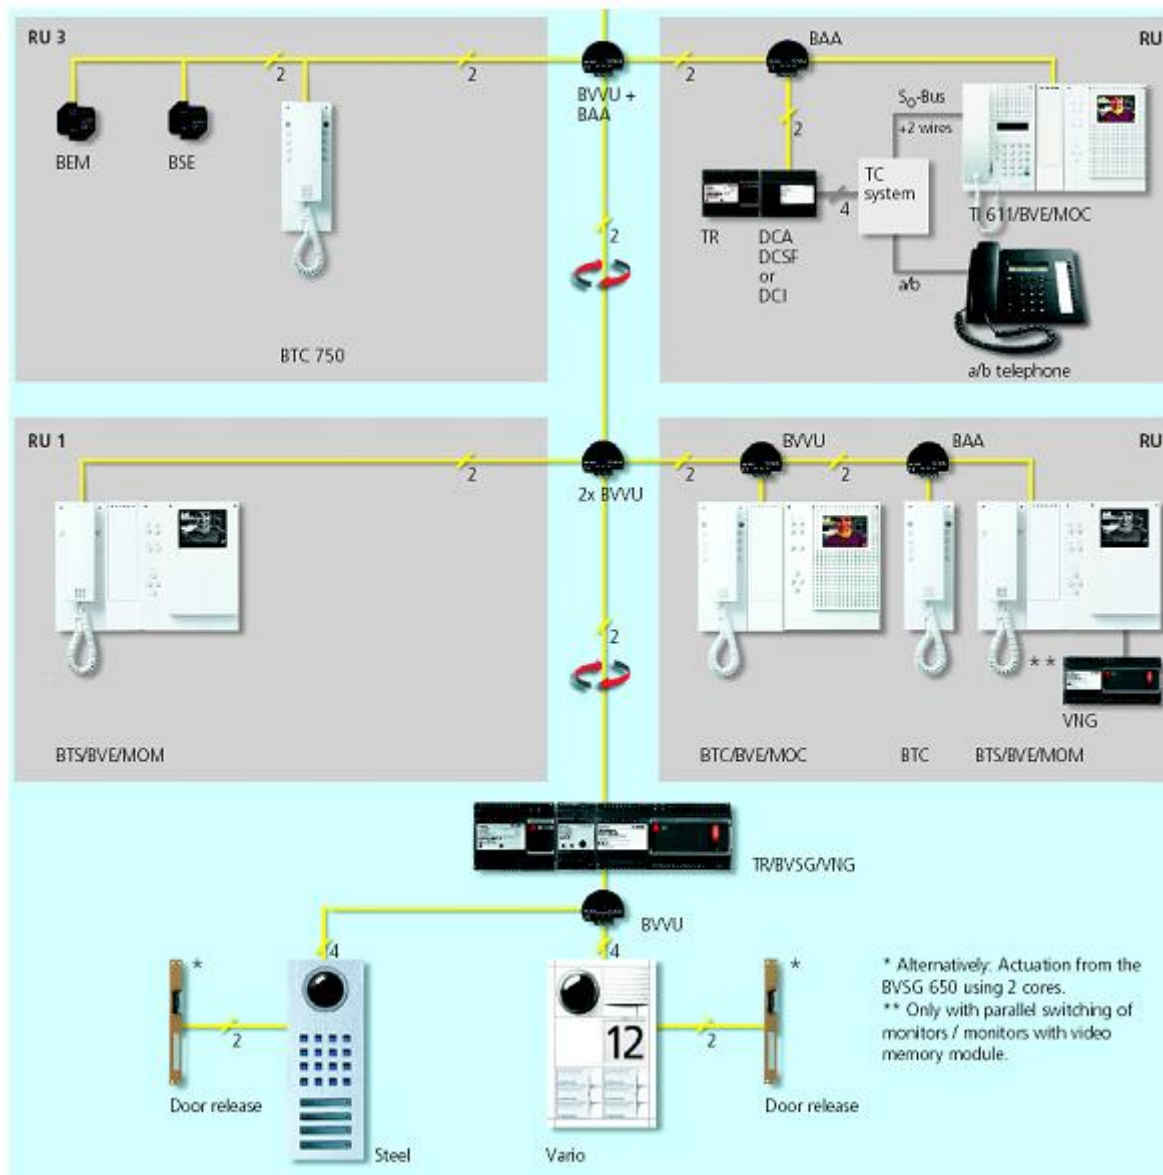 RU 3
2
2
BEM
BSE
BTC 750
BVVU +
BAA
2
2
BAA
RU
2
S0-Bus
+2 wires
TC
system
4
TR
DCA
DCSF
or
DCI
TI 611/BVE/MOC
a/b
a/b telephone
RU 1
2
2x BVVU
BTS/BVE/MOM
2
2
BVVU
2
BAA
RU
12
**
VNG
BTC/BVE/MOC
BTC
BTS/BVE/MOM
TR/BVSG/VNG
BVVU
4
4
*
2
Door release
Steel
Vario
2
*
Door release
* Alternatively: Actuation from the
BVSG 650 using 2 cores.
** Only with parallel switching of
monitors / monitors with video
memory module.